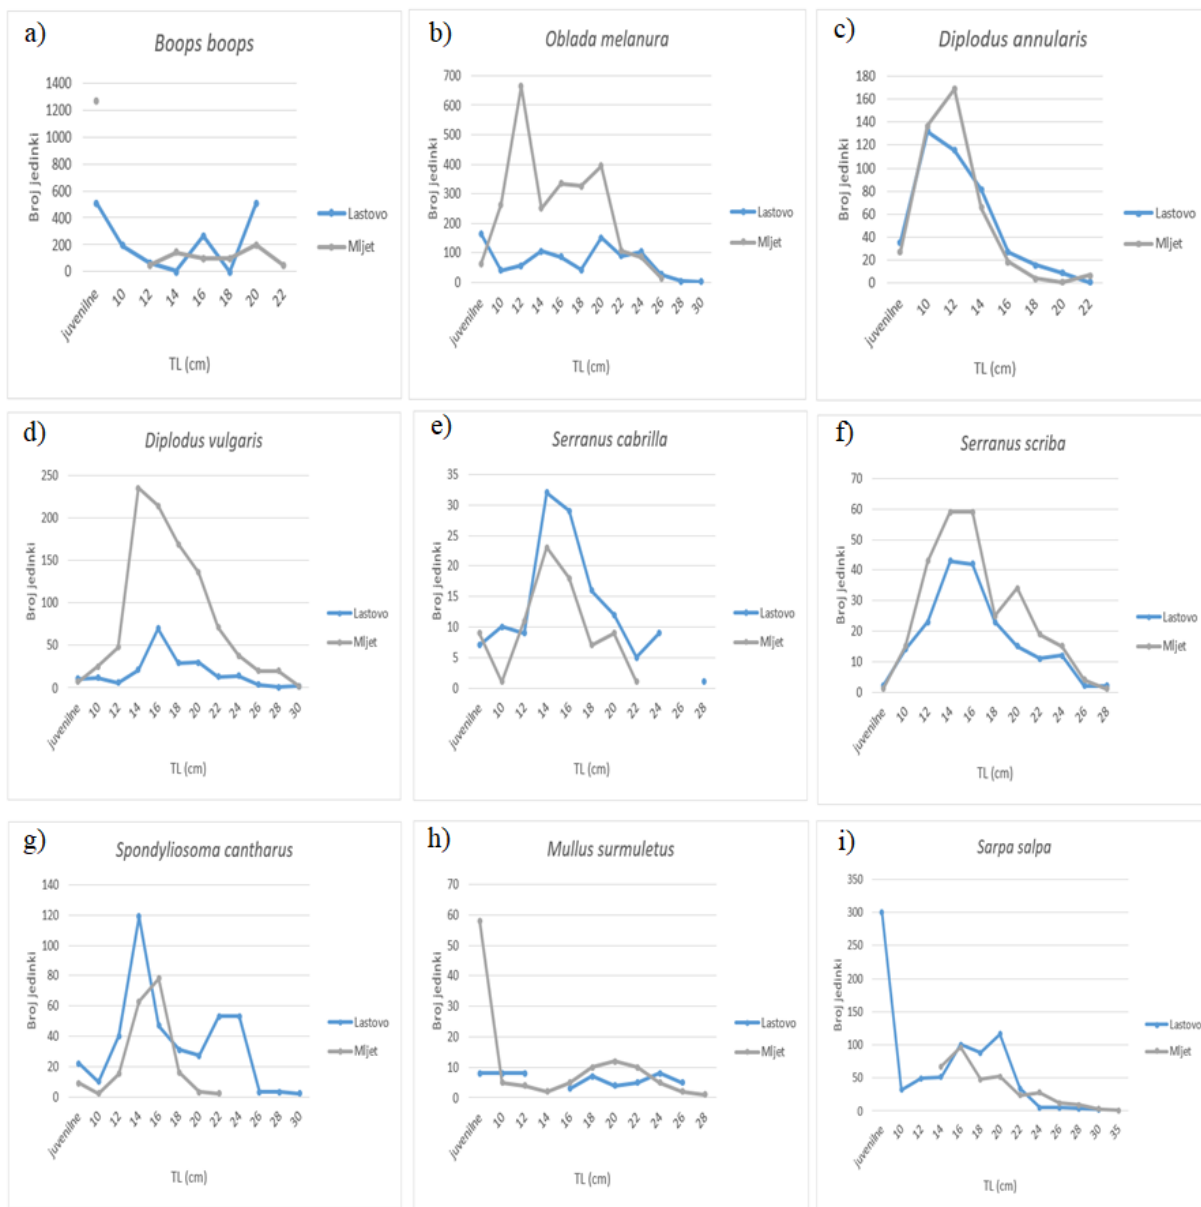 a)
Boops boops
Broj jedinki
1400
1200
1000
800
600
400
200
0
juvenilne 10 12 14 16 18 20 22
TL (cm)
Lastovo
Mljet
b)
Oblada melanura
Broj jedinki
700
600
500
400
300
200
100
0
juvenilne 10 12 14 16 18 20 22 24 26 28 30
TL (cm)
Lastovo
Mljet
c)
Diplodus annularis
Broj jedinki
180
160
140
120
100
80
60
40
20
0
juvenilne 10 12 14 16 18 20 22
TL (cm)
Lastovo
Mljet
d)
Diplodus vulgaris
Broj jedinki
250
200
150
100
50
0
juvenilne 10 12 14 16 18 20 22 24 26 28 30
TL (cm)
Lastovo
Mljet
e)
Serranus cabrilla
Broj jedinki
35
30
25
20
15
10
5
0
juvenilne 10 12 14 16 18 20 22 24 26 28
TL (cm)
Lastovo
Mljet
f)
Serranus scriba
Broj jedinki
70
60
50
40
30
20
10
0
juvenilne 10 12 14 16 18 20 22 24 26 28
TL (cm)
Lastovo
Mljet
g)
Spondyliosoma cantharus
Broj jedinki
140
120
100
80
60
40
20
0
juvenilne 10 12 14 16 18 20 22 24 26 28 30
TL (cm)
Lastovo
Mljet
h)
Mullus surmuletus
Broj jedinki
70
60
50
40
30
20
10
0
juvenilne 10 12 14 16 18 20 22 24 26 28
TL (cm)
Lastovo
Mljet
i)
Sarpa salpa
Broj jedinki
350
300
250
200
150
100
50
0
juvenilne 10 12 14 16 18 20 22 24 26 28 30 35
TL (cm)
Lastovo
Mljet